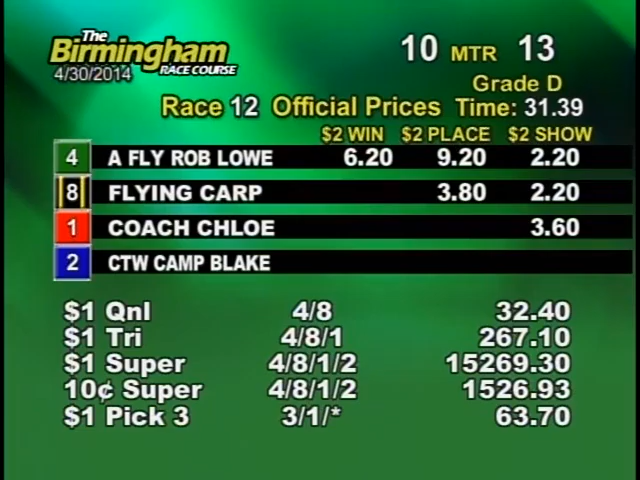 The
Birmingham
RACE COURSE
4/30/2014
10 MTR 13
Grade D
Race 12 Official Prices Time: 31.39
$2 WIN $2 PLACE $2 SHOW
4 A FLY ROB LOWE 6.20 9.20 2.20
8 FLYING CARP 3.80 2.20
1 COACH CHLOE 3.60
2 CTW CAMP BLAKE
$1 Qnl 4/8 32.40
$1 Tri 4/8/1 267.10
$1 Super 4/8/1/2 15269.30
10¢ Super 4/8/1/2 1526.93
$1 Pick 3 3/1/* 63.70